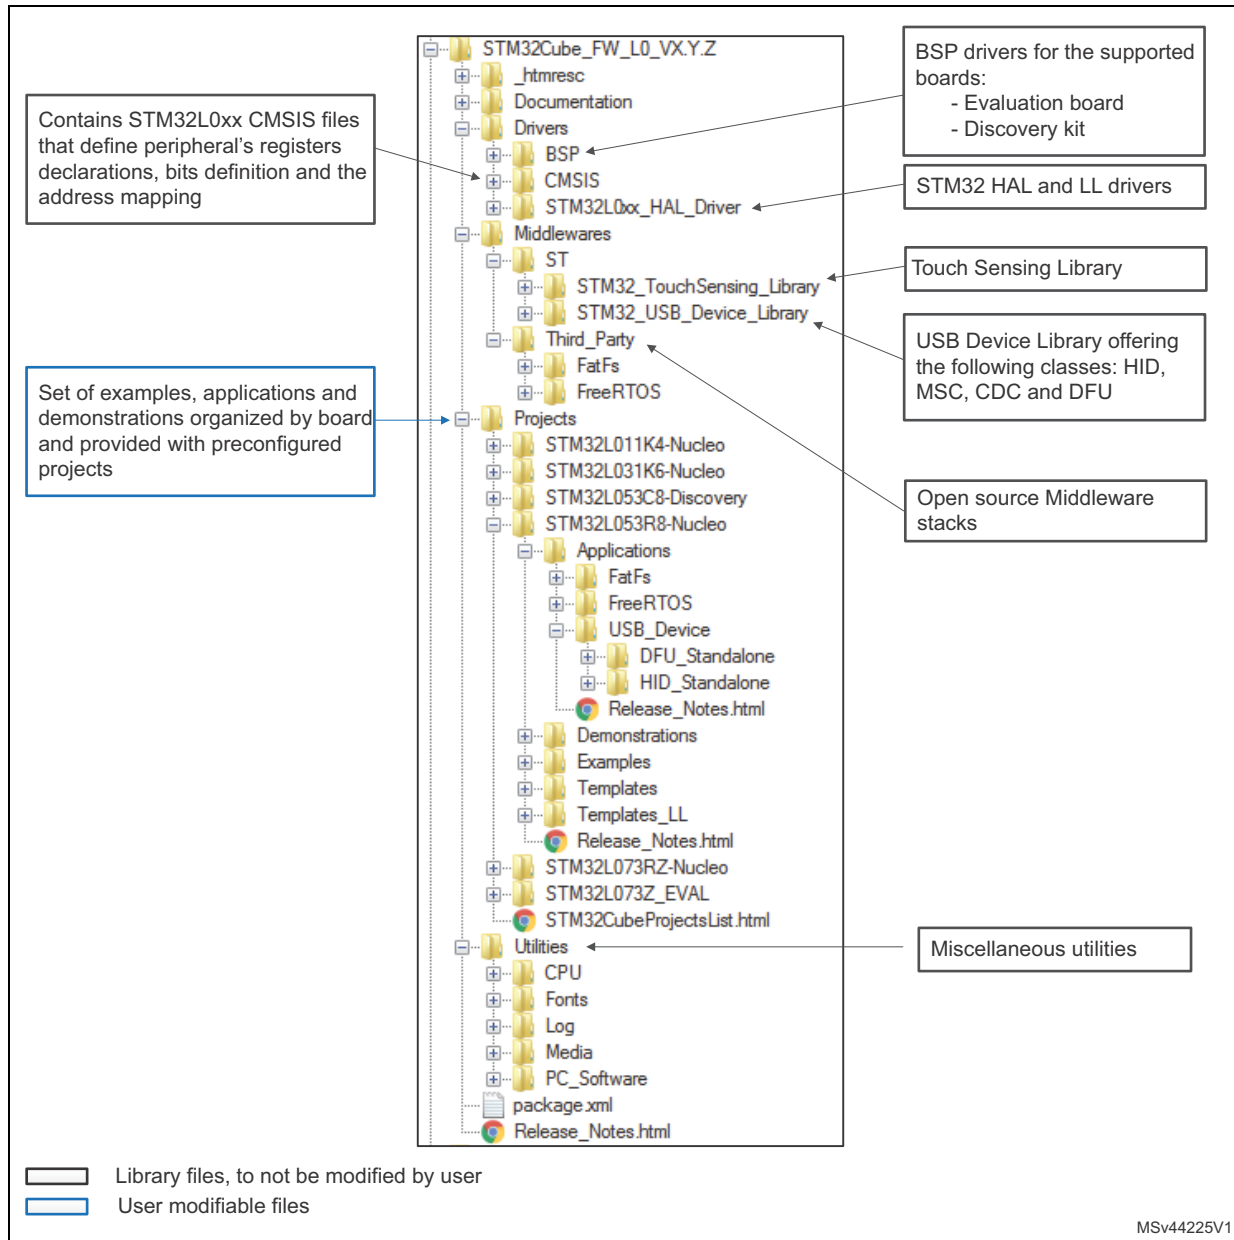 STM32Cube_FW_L0_VX.Y.Z
_htmresc
Documentation
Drivers
BSP
CMSIS
STM32L0xx_HAL_Driver
Middlewares
ST
STM32_TouchSensing_Library
STM32_USB_Device_Library
Third_Party
FatFs
FreeRTOS
Projects
STM32L011K4-Nucleo
STM32L031K6-Nucleo
STM32L053C8-Discovery
STM32L053R8-Nucleo
Applications
FatFs
FreeRTOS
USB_Device
DFU_Standalone
HID_Standalone
Release_Notes.html
Demonstrations
Examples
Templates
Templates_LL
Release_Notes.html
STM32L073RZ-Nucleo
STM32L073Z_EVAL
STM32CubeProjectsList.html
Utilities
CPU
Fonts
Log
Media
PC_Software
package.xml
Release_Notes.html
Contains STM32L0xx CMSIS files
that define peripheral's registers
declarations, bits definition and the
address mapping
Set of examples, applications and
demonstrations organized by board
and provided with preconfigured
projects
BSP drivers for the supported
boards:
- Evaluation board
- Discovery kit
STM32 HAL and LL drivers
Touch Sensing Library
USB Device Library offering
the following classes: HID,
MSC, CDC and DFU
Open source Middleware
stacks
Miscellaneous utilities
Library files, to not be modified by user
User modifiable files
MSv44225V1